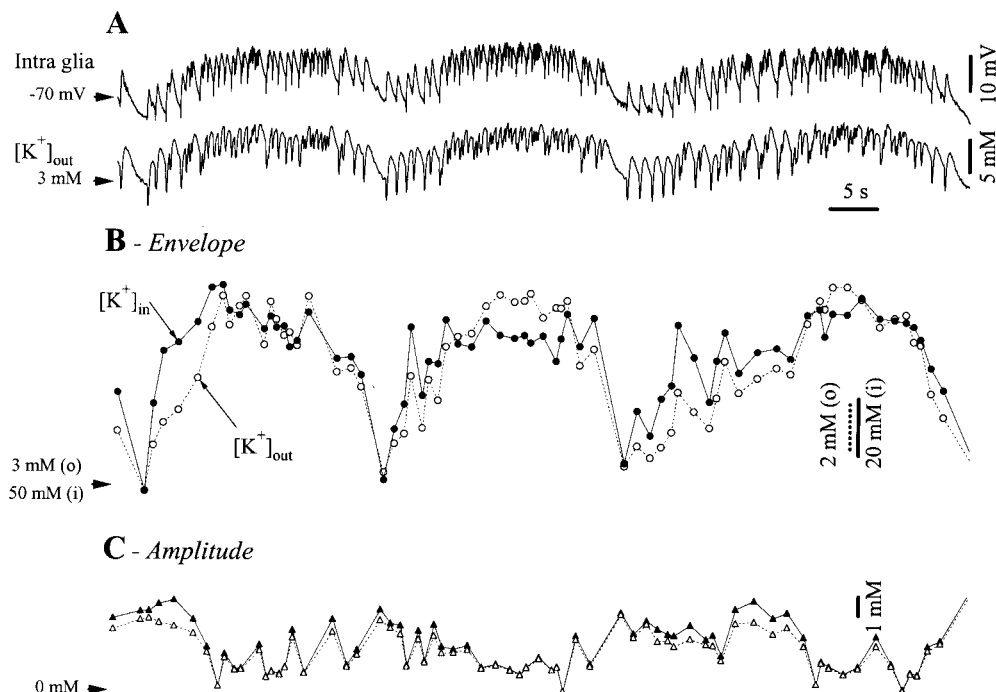 A
Intra glia
-70 mV
10 mV
[K+]out
3 mM
5 mM
5 s
B - Envelope
[K+]in
[K+]out
2 mM (o)
20 mM (i)
3 mM (o)
50 mM (i)
C - Amplitude
1 mM
0 mM